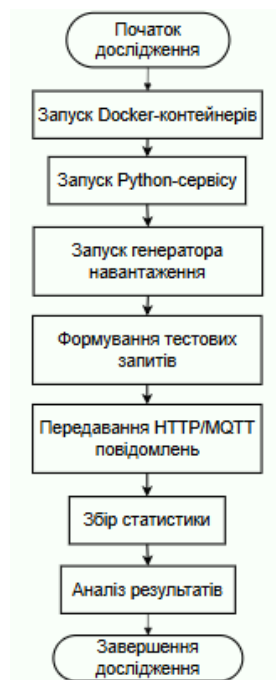 Початок
дослідження
Запуск Docker-контейнерів
Запуск Python-сервісу
Запуск генератора
навантаження
Формування тестових
запитів
Передавання HTTP/MQTT
повідомлень
Збір статистики
Аналіз результатів
Завершення
дослідження